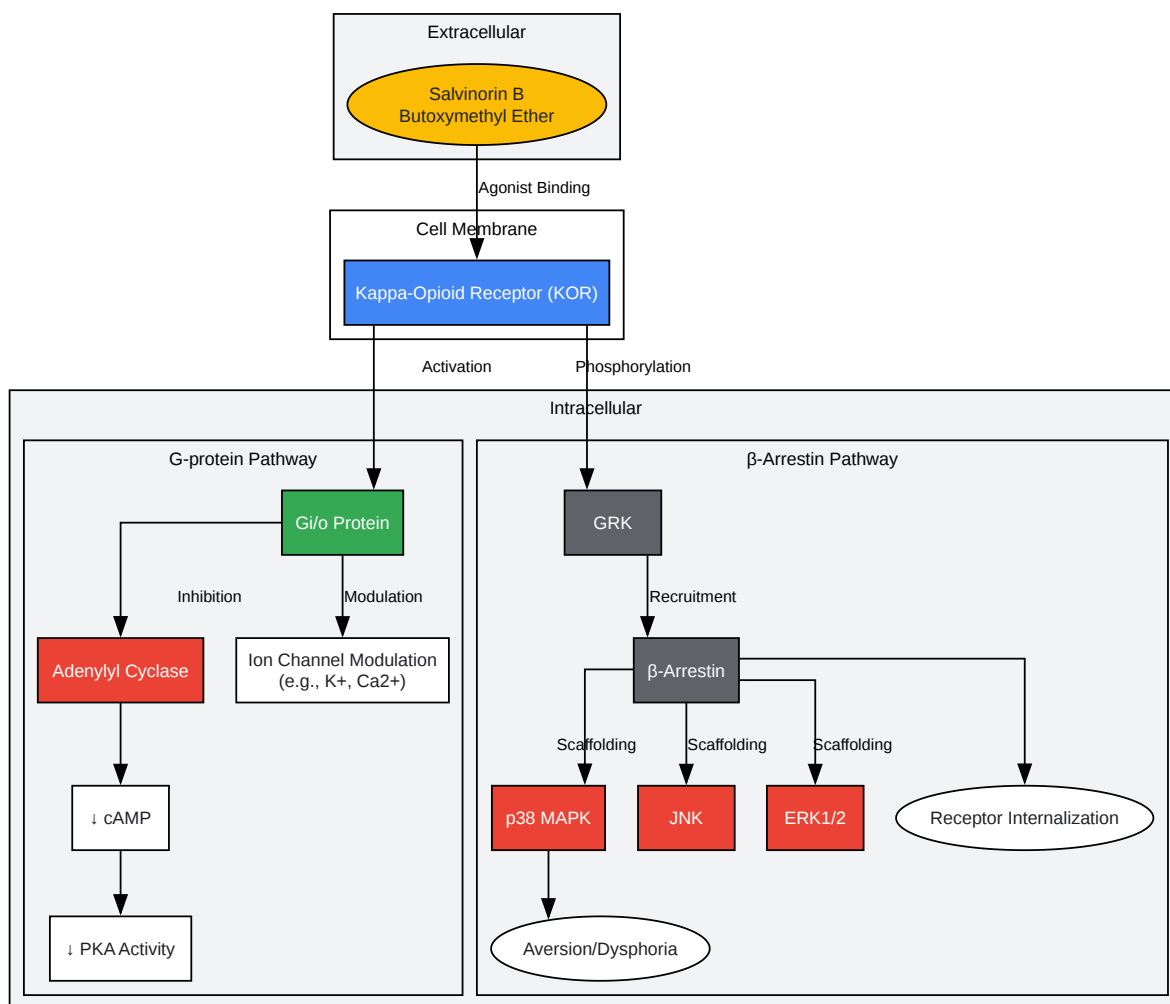 Extracellular
Salvinorin B
Butoxymethyl Ether
Agonist Binding
Cell Membrane
Kappa-Opioid Receptor (KOR)
Activation
Phosphorylation
Intracellular
G-protein Pathway
β-Arrestin Pathway
Gi/o Protein
GRK
Inhibition
Modulation
Recruitment
Adenylyl Cyclase
Ion Channel Modulation
(e.g., K+, Ca2+)
β-Arrestin
Scaffolding
Scaffolding
Scaffolding
↓ cAMP
p38 MAPK
JNK
ERK1/2
Receptor Internalization
↓ PKA Activity
Aversion/Dysphoria